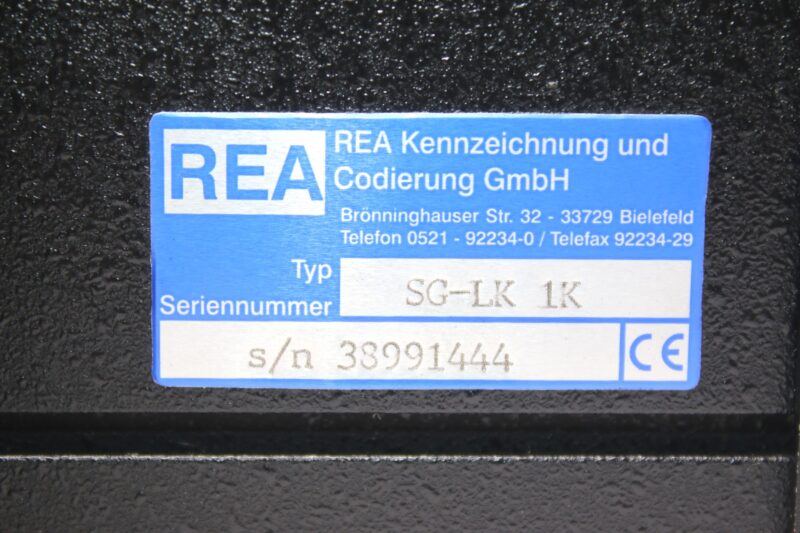 REA
REA Kennzeichnung und
Codierung GmbH
Brönninghauser Str. 32 - 33729 Bielefeld
Telefon 0521 - 92234-0 / Telefax 92234-29
Typ SG-LK 1K
Seriennummer
s/n 38991444 CE